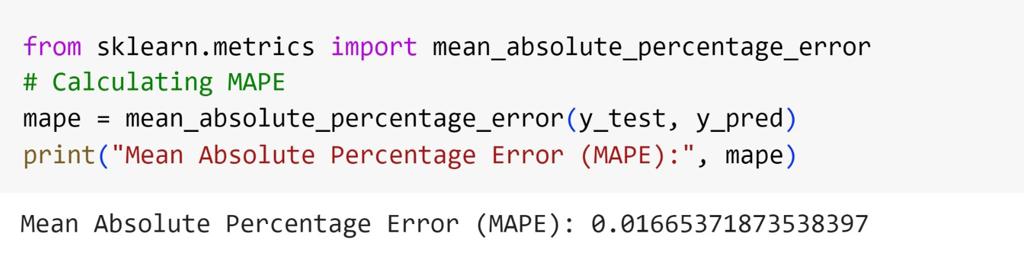 from sklearn.metrics import mean_absolute_percentage_error
# Calculating MAPE
mape = mean_absolute_percentage_error(y_test, y_pred)
print("Mean Absolute Percentage Error (MAPE):", mape)
Mean Absolute Percentage Error (MAPE): 0.01665371873538397